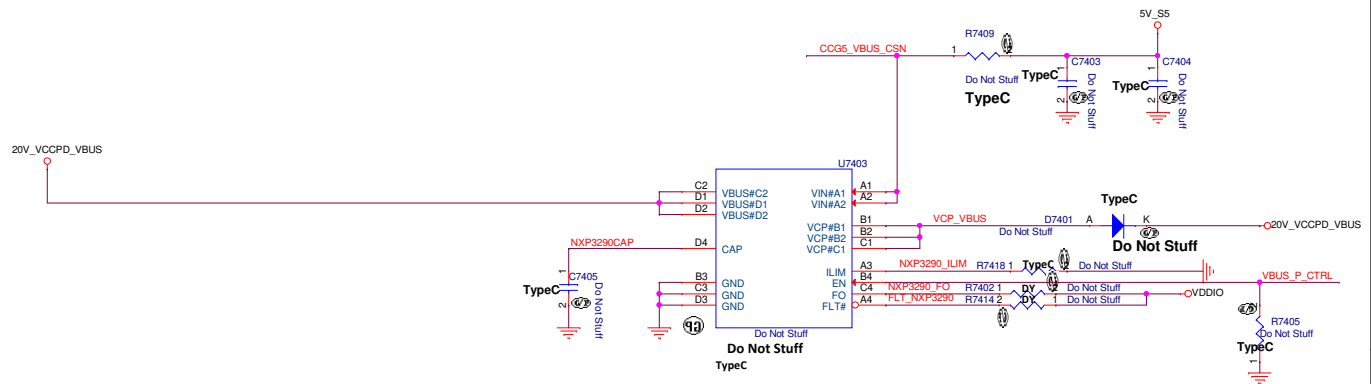 5V_S5
R7409
CCG5_VBUS_CSN
1
Do Not Stuff
TypeC
TypeC
C7403
1
2
Do Not Stuff
TypeC
C7404
1
2
Do Not Stuff
20V_VCCPD_VBUS
U7403
C2
D1
D2
VBUS#C2
VBUS#D1
VBUS#D2
VIN#A1
VIN#A2
A1
A2
TypeC
VCP#B1
VCP#B2
VCP#C1
B1
B2
C1
VCP_VBUS
D7401
A
K
20V_VCCPD_VBUS
Do Not Stuff
Do Not Stuff
NXP3290CAP
D4
CAP
ILIM
A3
NXP3290_ILIM
R7418
1
TypeC
2
Do Not Stuff
C7405
1
TypeC
2
Do Not Stuff
B3
C3
D3
GND
GND
GND
EN
FO
FLT#
B4
C4
A4
VBUS_P_CTRL
NXP3290_FO
R7402
1
DY
2
Do Not Stuff
VDDIO
FLT_NXP3290
R7414
2
DY
1
Do Not Stuff
R7405
2
Do Not Stuff
TypeC
1
Do Not Stuff
Do Not Stuff
TypeC